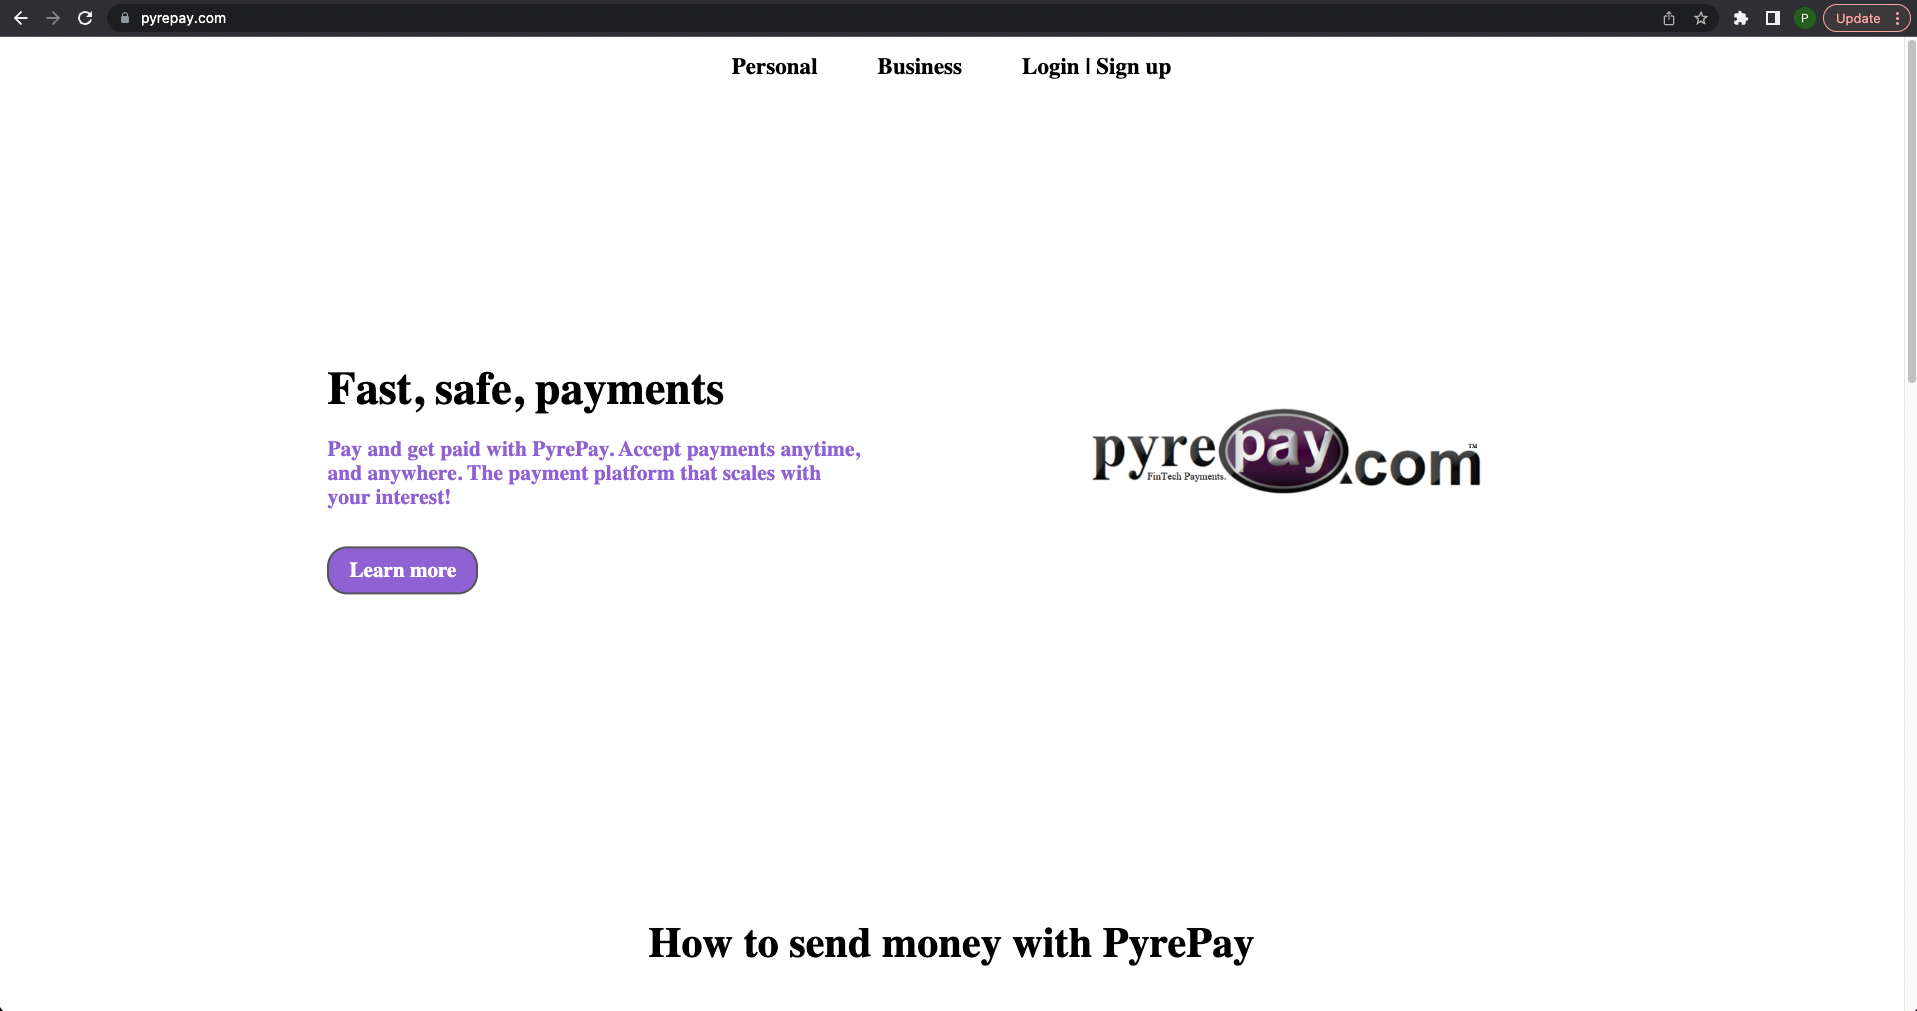 pyrepay.com
P
Update
Personal Business Login | Sign up
Fast, safe, payments
Pay and get paid with PyrePay. Accept payments anytime,
and anywhere. The payment platform that scales with
your interest!
Learn more
pyrepay.com™
FinTech Payments.
How to send money with PyrePay